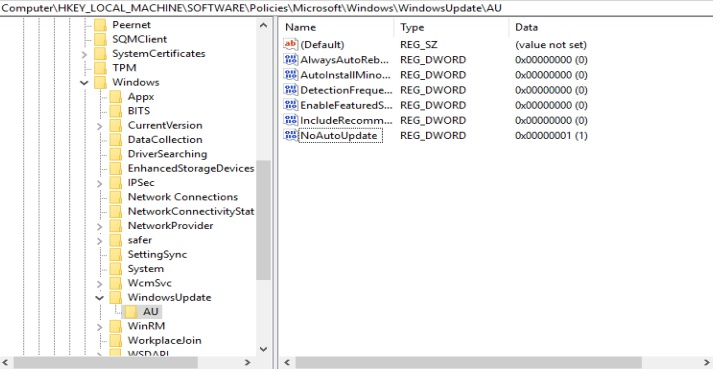 Computer\HKEY_LOCAL_MACHINE\SOFTWARE\Policies\Microsoft\Windows\WindowsUpdate\AU
Peernet
SQMClient
SystemCertificates
TPM
Windows
Appx
BITS
CurrentVersion
DataCollection
DriverSearching
EnhancedStorageDevices
IPSec
Network Connections
NetworkConnectivityStat
NetworkProvider
safer
SettingSync
System
WcmSvc
WindowsUpdate
AU
WinRM
WorkplaceJoin
WSDAPI
Name Type Data
ab (Default) REG_SZ (value not set)
AlwaysAutoReb... REG_DWORD 0x00000000 (0)
AutoInstallMino... REG_DWORD 0x00000000 (0)
DetectionFreque... REG_DWORD 0x00000000 (0)
EnableFeaturedS... REG_DWORD 0x00000000 (0)
IncludeRecomm... REG_DWORD 0x00000000 (0)
NoAutoUpdate REG_DWORD 0x00000001 (1)